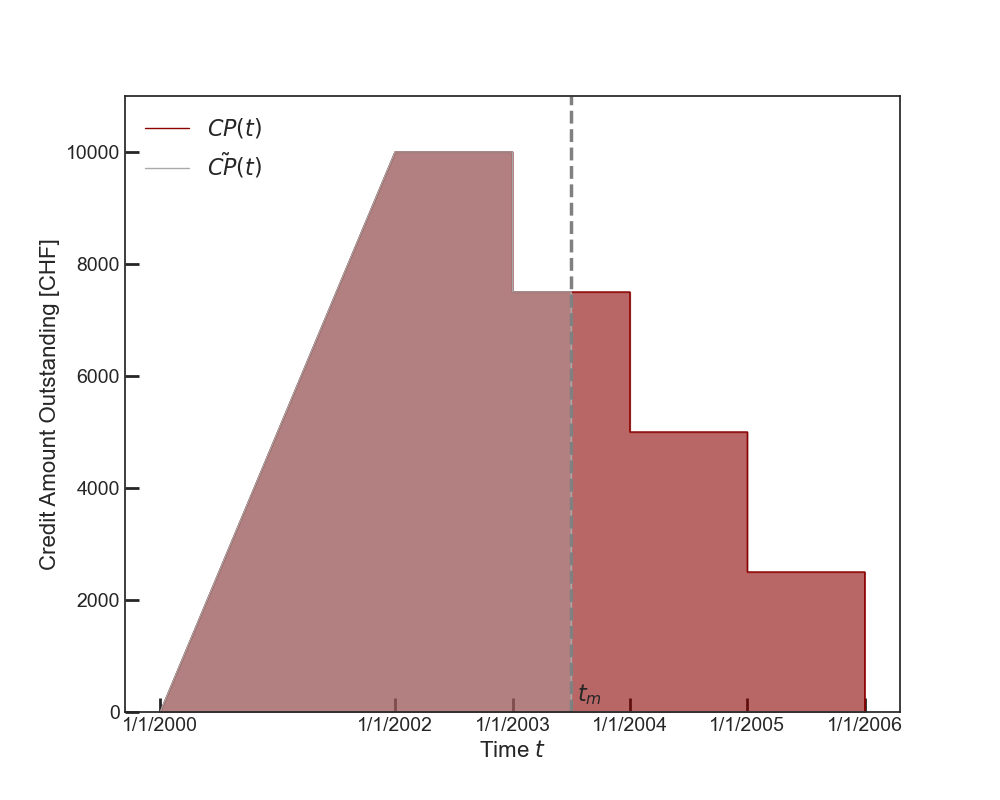 CP(t)
C̃P(t)
Credit Amount Outstanding [CHF]
10000
8000
6000
4000
2000
0
t_m
1/1/2000 1/1/2002 1/1/2003 1/1/2004 1/1/2005 1/1/2006
Time t